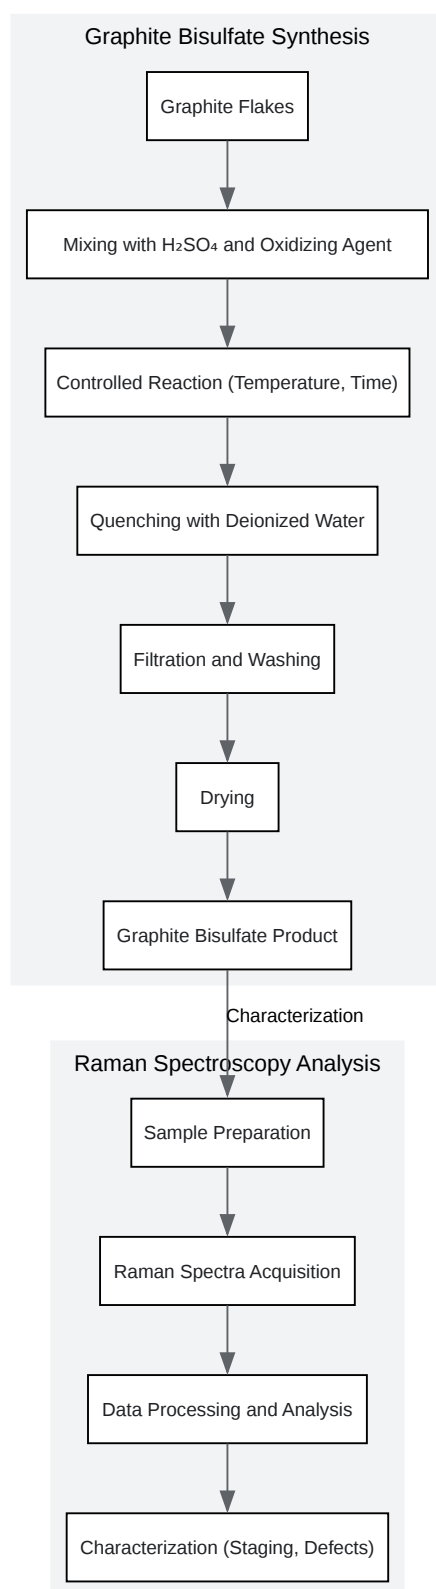 Graphite Bisulfate Synthesis
Graphite Flakes
Mixing with H₂SO₄ and Oxidizing Agent
Controlled Reaction (Temperature, Time)
Quenching with Deionized Water
Filtration and Washing
Drying
Graphite Bisulfate Product
Characterization
Raman Spectroscopy Analysis
Sample Preparation
Raman Spectra Acquisition
Data Processing and Analysis
Characterization (Staging, Defects)